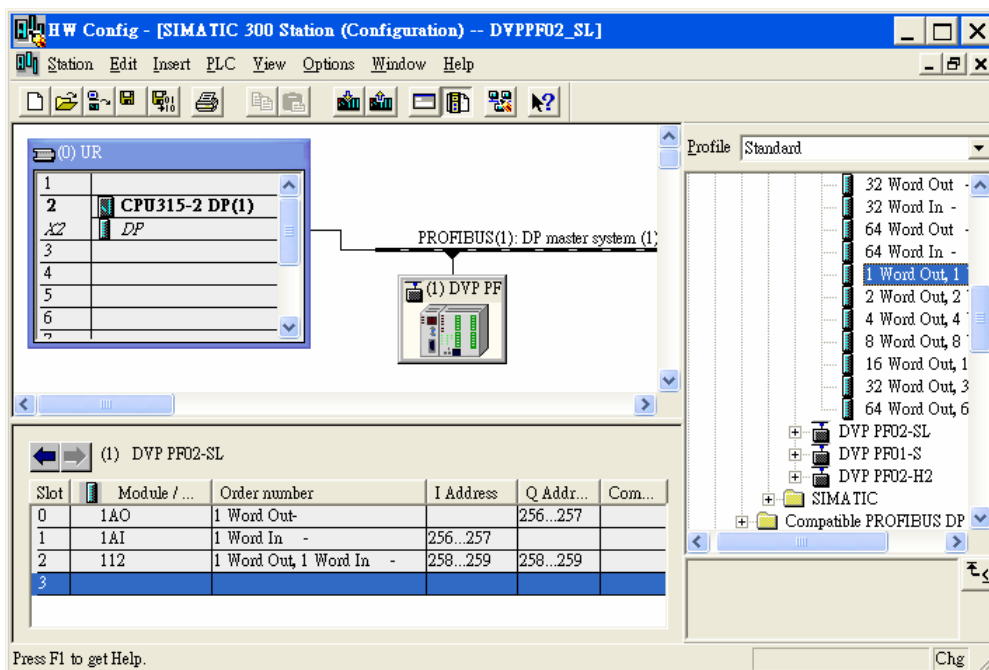 HW Config - [SIMATIC 300 Station (Configuration) -- DVPPF02_SL]
Station Edit Insert PLC View Options Window Help
(0) UR
1
2 CPU315-2 DP(1)
X2 DP
3
4
5
6
7
PROFIBUS(1): DP master system (1)
(1) DVP PF
Profile Standard
32 Word Out -
32 Word In -
64 Word Out -
64 Word In -
1 Word Out, 1
2 Word Out, 2
4 Word Out, 4
8 Word Out, 8
16 Word Out, 1
32 Word Out, 3
64 Word Out, 6
DVP PF02-SL
DVP PF01-S
DVP PF02-H2
SIMATIC
Compatible PROFIBUS DP
(1) DVP PF02-SL
Slot Module / ... Order number I Address Q Addr... Com...
0 1AO 1 Word Out- 256...257
1 1AI 1 Word In - 256...257
2 112 1 Word Out, 1 Word In - 258...259 258...259
3
Press F1 to get Help.
Chg